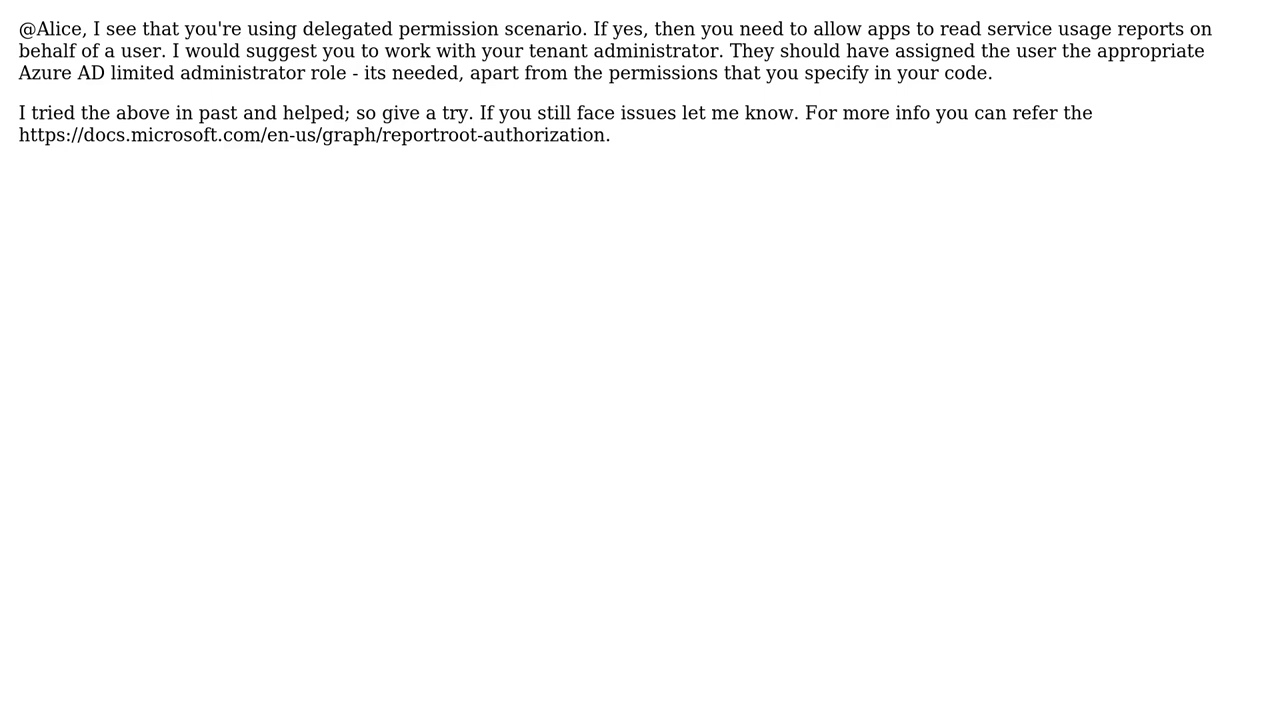 @Alice, I see that you're using delegated permission scenario. If yes, then you need to allow apps to read service usage reports on
behalf of a user. I would suggest you to work with your tenant administrator. They should have assigned the user the appropriate
Azure AD limited administrator role - its needed, apart from the permissions that you specify in your code.
I tried the above in past and helped; so give a try. If you still face issues let me know. For more info you can refer the
https://docs.microsoft.com/en-us/graph/reportroot-authorization.